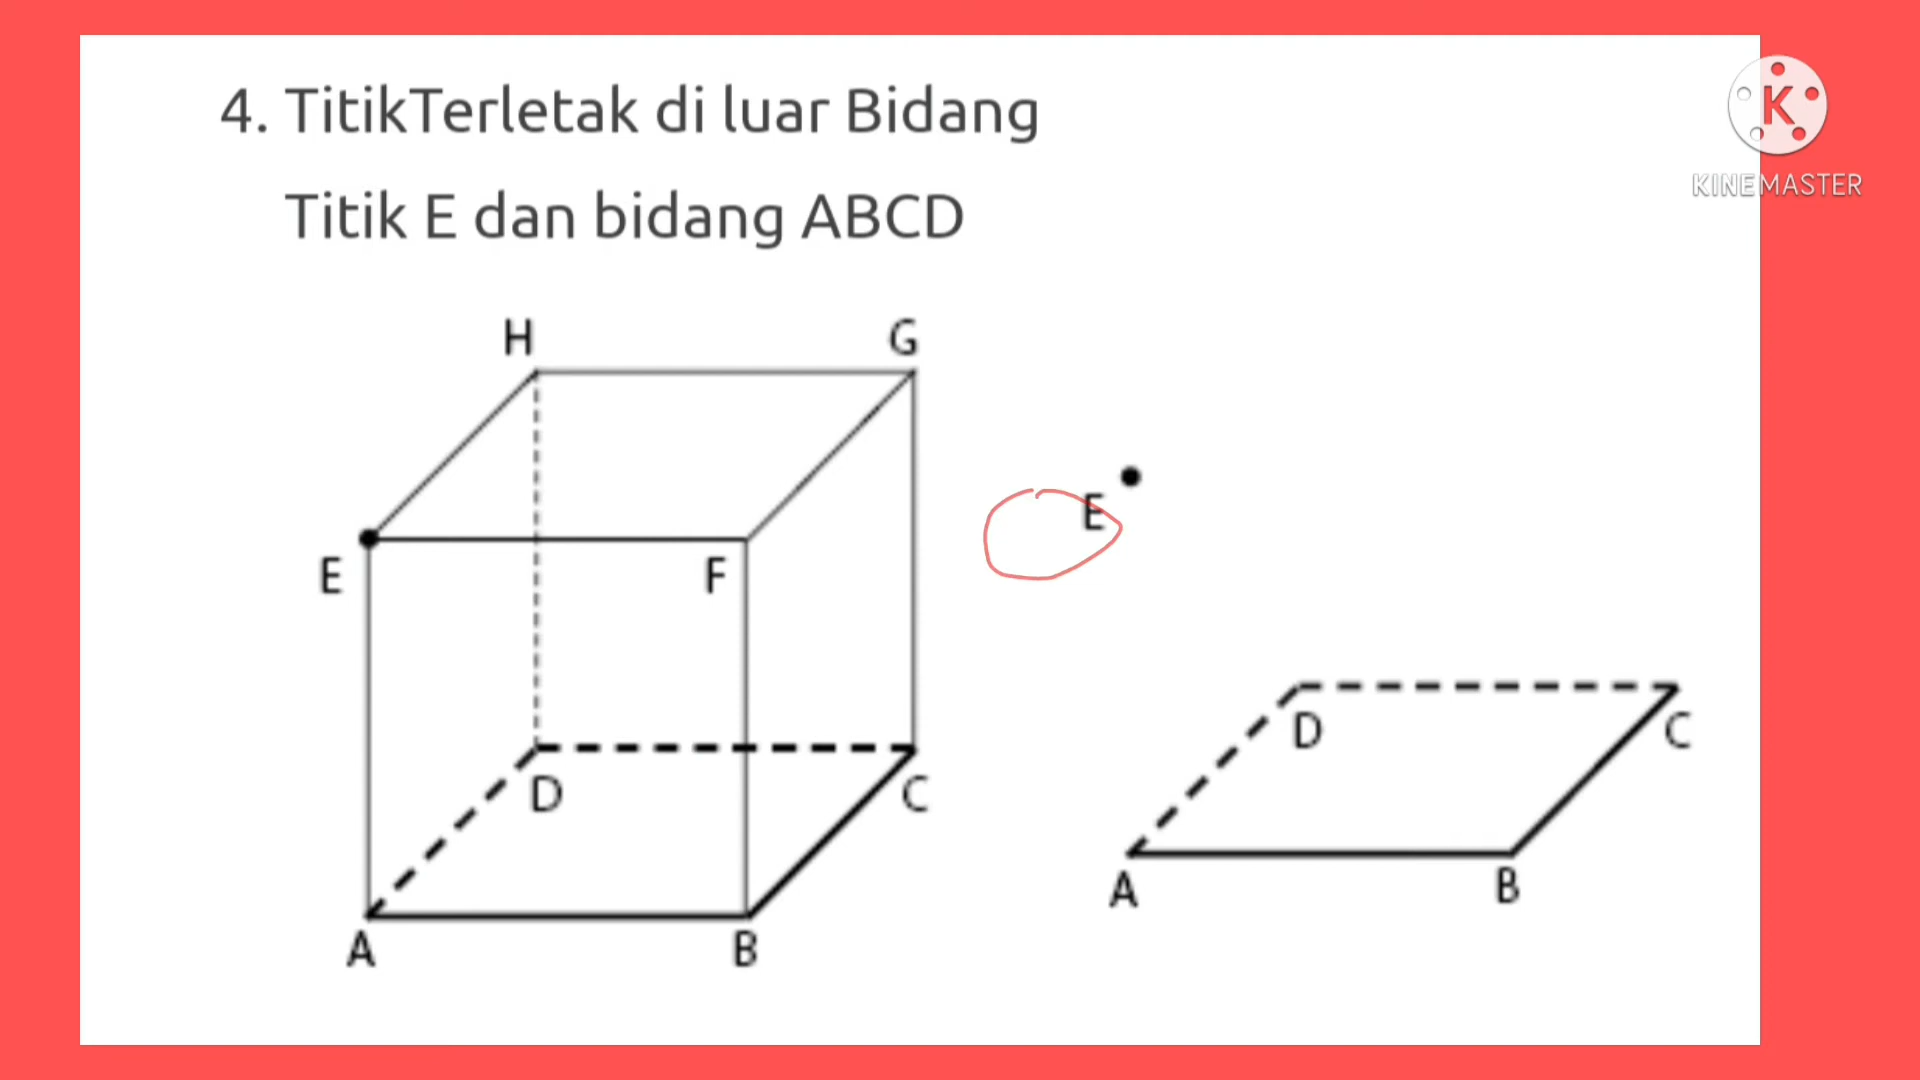 4. TitikTerletak di luar Bidang
Titik E dan bidang ABCD
K
KINEMASTER
H
G
E
E
F
D
C
D
C
A
B
A
B